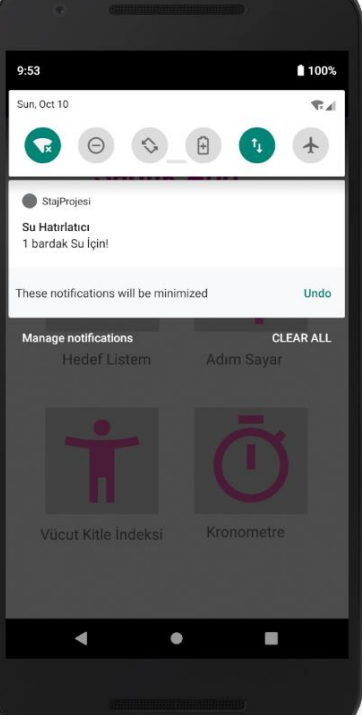 9:53
100%
Sun, Oct 10
StajProjesi
Su Hatırlatıcı
1 bardak Su İçin!
These notifications will be minimized
Undo
Manage notifications
CLEAR ALL
Hedef Listem
Adım Sayar
Vücut Kitle İndeksi
Kronometre